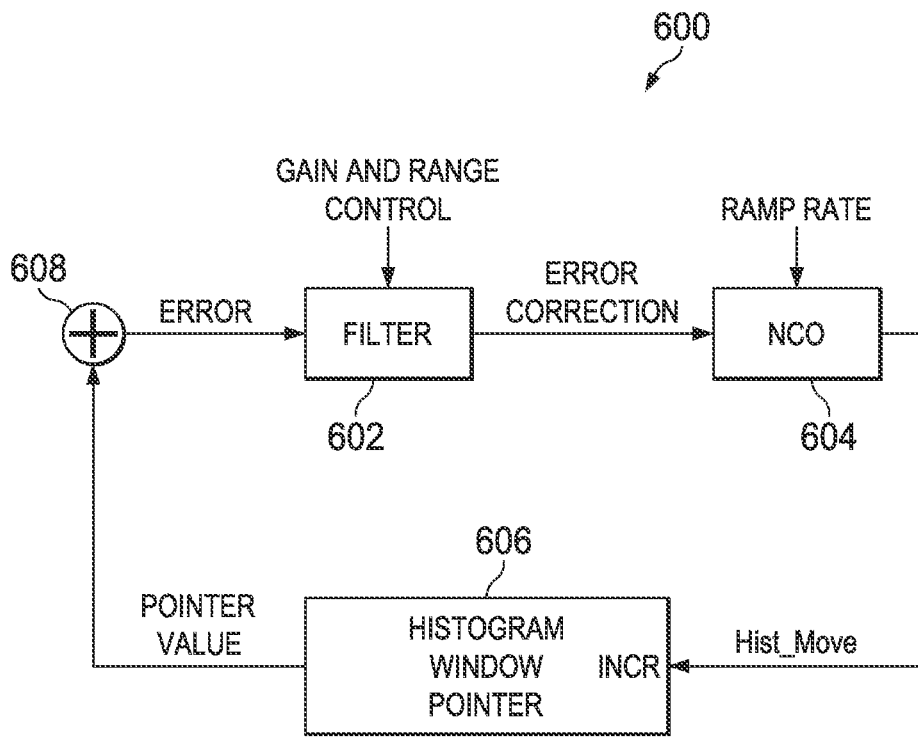 600
GAIN AND RANGE
CONTROL
RAMP RATE
608
ERROR
FILTER
ERROR
CORRECTION
NCO
602
604
606
POINTER
VALUE
HISTOGRAM
WINDOW
POINTER
INCR
Hist_Move